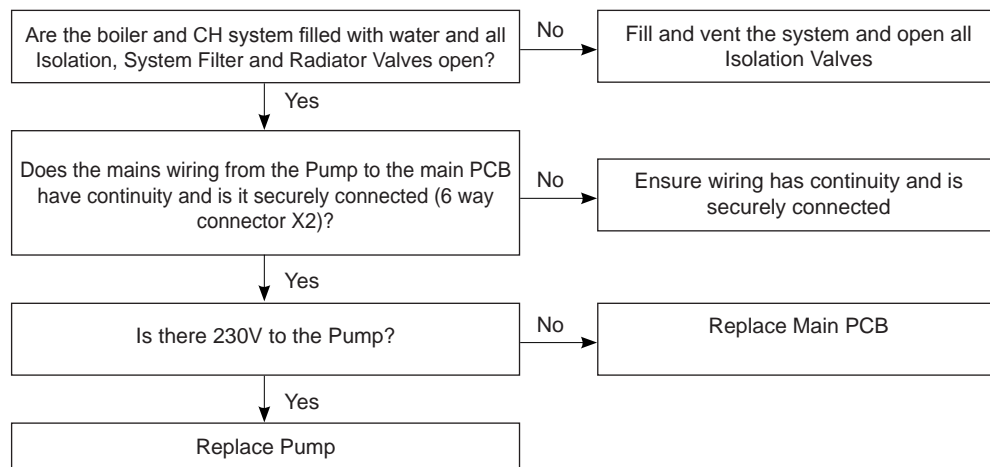 Are the boiler and CH system filled with water and all
Isolation, System Filter and Radiator Valves open?
No
Fill and vent the system and open all
Isolation Valves
Yes
Does the mains wiring from the Pump to the main PCB
have continuity and is it securely connected (6 way
connector X2)?
No
Ensure wiring has continuity and is
securely connected
Yes
Is there 230V to the Pump?
No
Replace Main PCB
Yes
Replace Pump